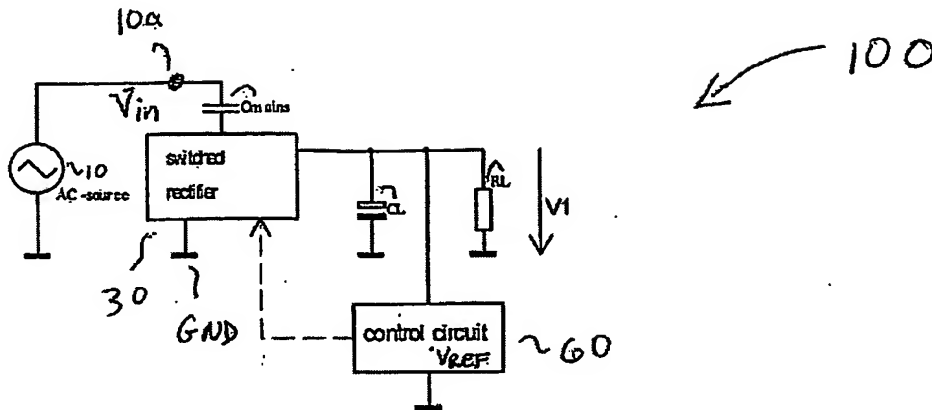 10a
100
Vin
Cmains
~10
AC-source
switched
rectifier
CL
RL
V1
30
GND
control circuit
VREF
~60